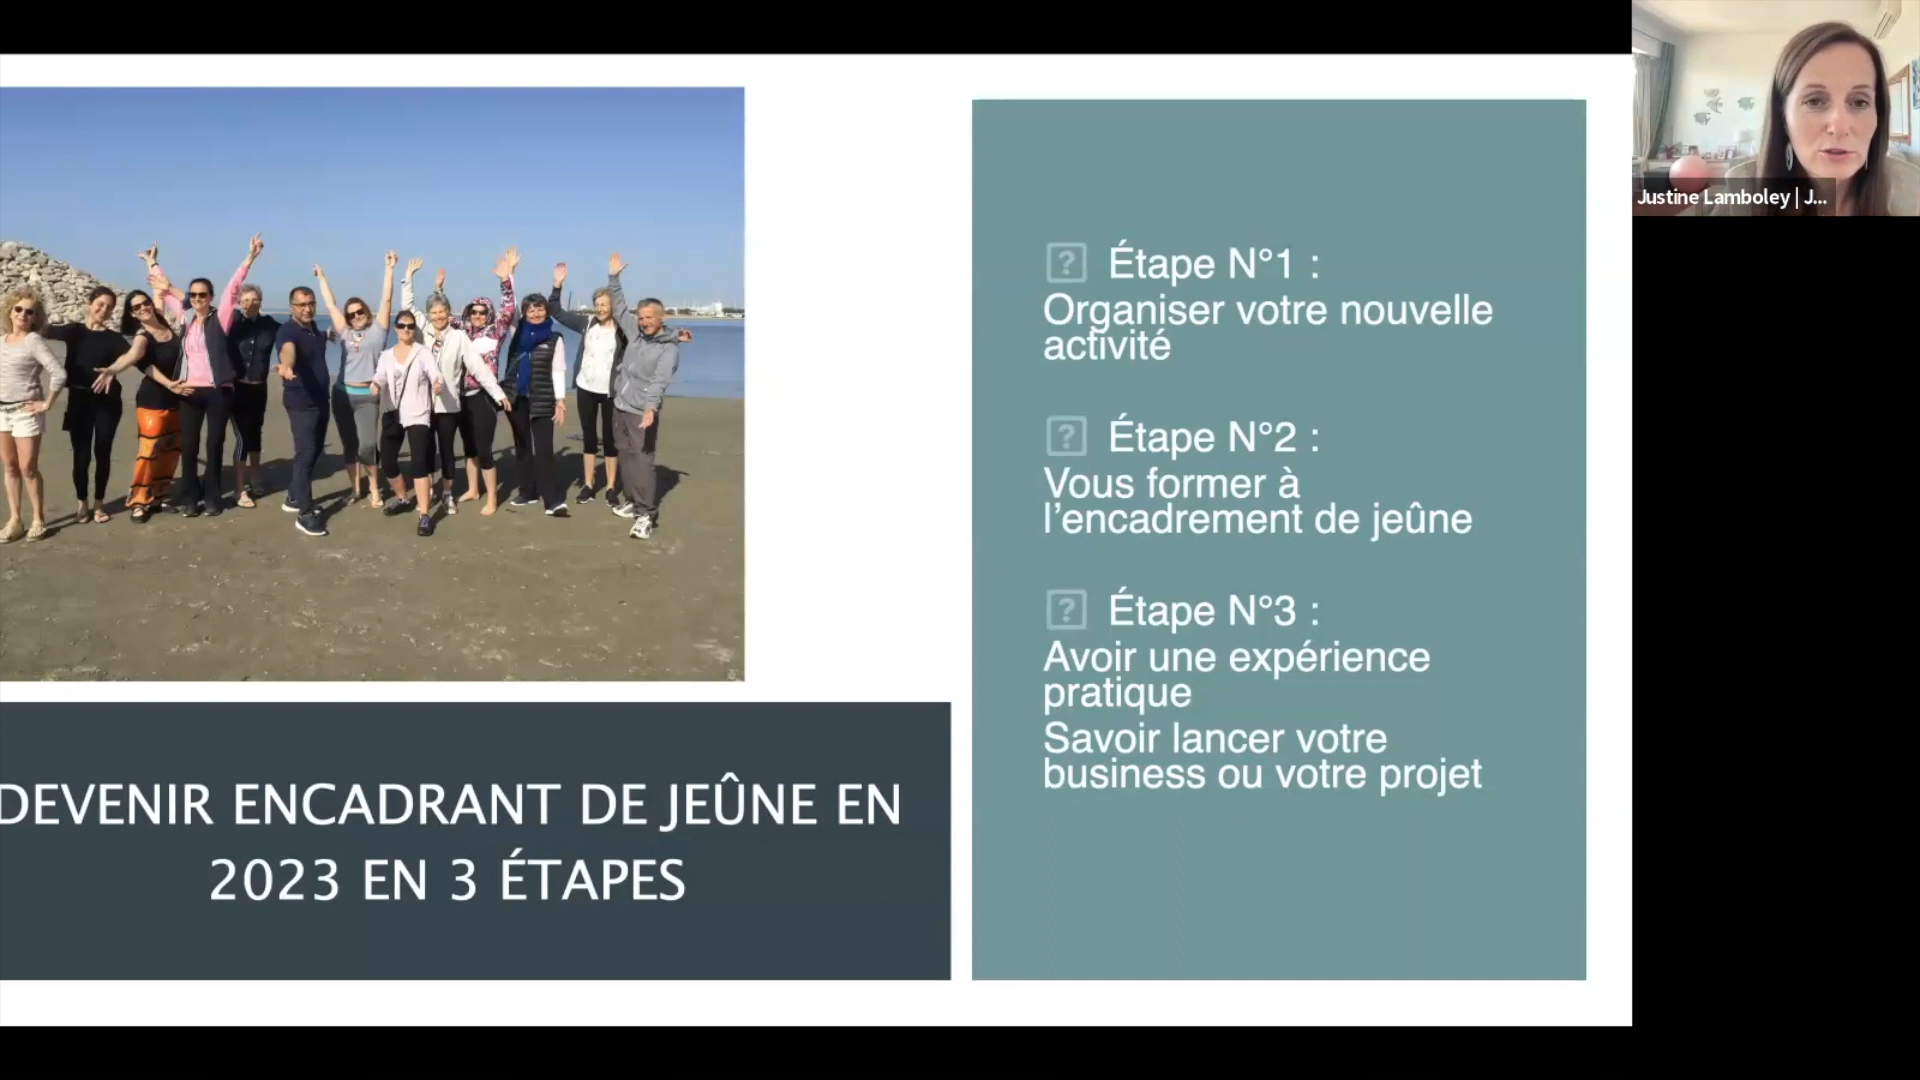 Justine Lamboley | J...
Étape N°1 :
Organiser votre nouvelle
activité
Étape N°2 :
Vous former à
l’encadrement de jeûne
Étape N°3 :
Avoir une expérience
pratique
Savoir lancer votre
business ou votre projet
DEVENIR ENCADRANT DE JEÛNE EN
2023 EN 3 ÉTAPES